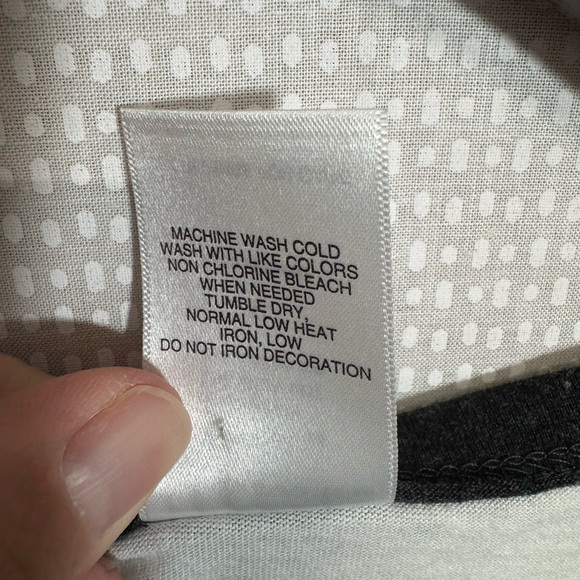 MACHINE WASH COLD
WASH WITH LIKE COLORS
NON CHLORINE BLEACH
WHEN NEEDED
TUMBLE DRY,
NORMAL LOW HEAT
IRON, LOW
DO NOT IRON DECORATION